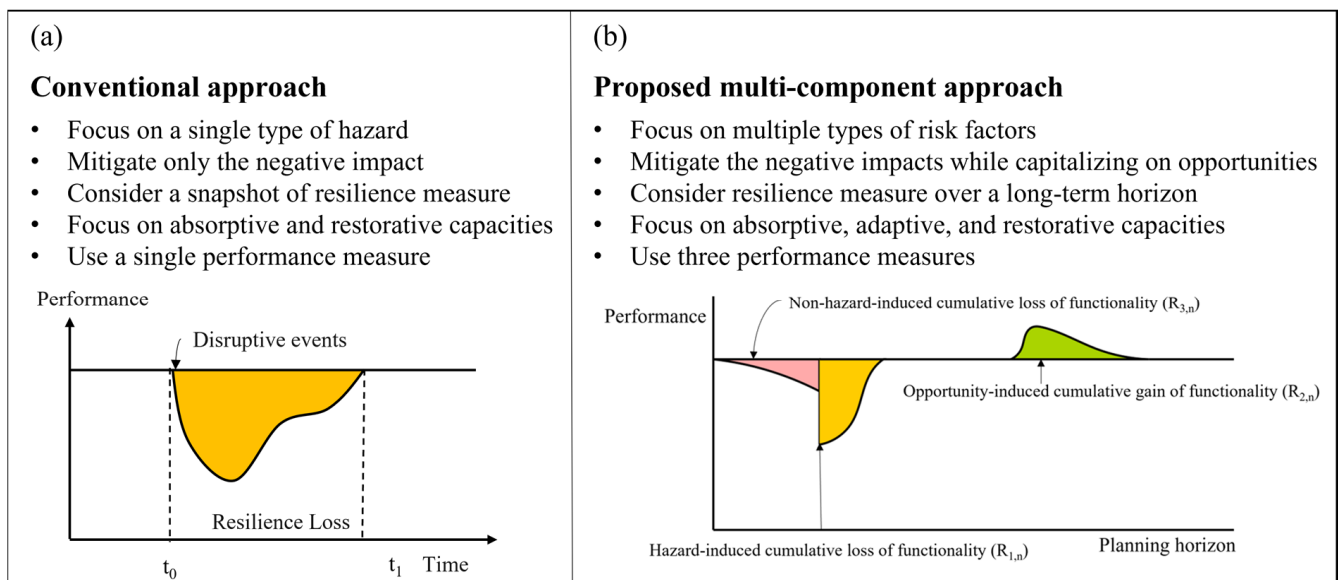 (a)
Conventional approach
• Focus on a single type of hazard
• Mitigate only the negative impact
• Consider a snapshot of resilience measure
• Focus on absorptive and restorative capacities
• Use a single performance measure
Performance
Disruptive events
Resilience Loss
t0
t1 Time
(b)
Proposed multi-component approach
• Focus on multiple types of risk factors
• Mitigate the negative impacts while capitalizing on opportunities
• Consider resilience measure over a long-term horizon
• Focus on absorptive, adaptive, and restorative capacities
• Use three performance measures
Non-hazard-induced cumulative loss of functionality (R3,n)
Performance
Opportunity-induced cumulative gain of functionality (R2,n)
Hazard-induced cumulative loss of functionality (R1,n)
Planning horizon